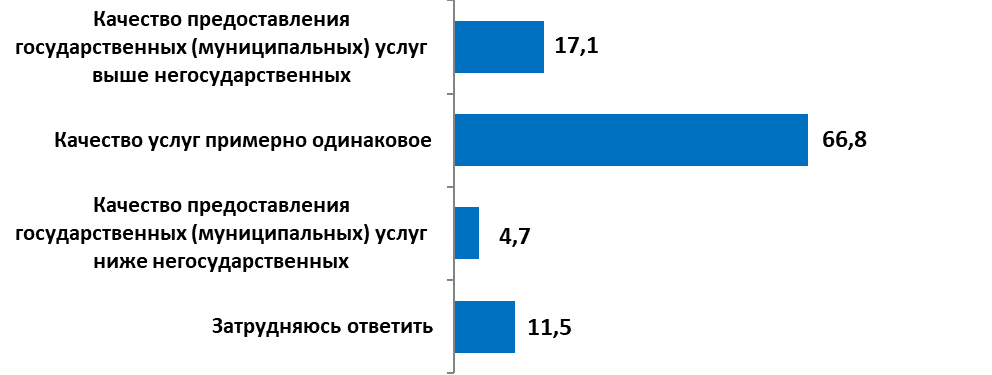 Качество предоставления
государственных (муниципальных) услуг
выше негосударственных
17,1
Качество услуг примерно одинаковое
66,8
Качество предоставления
государственных (муниципальных) услуг
ниже негосударственных
4,7
Затрудняюсь ответить
11,5